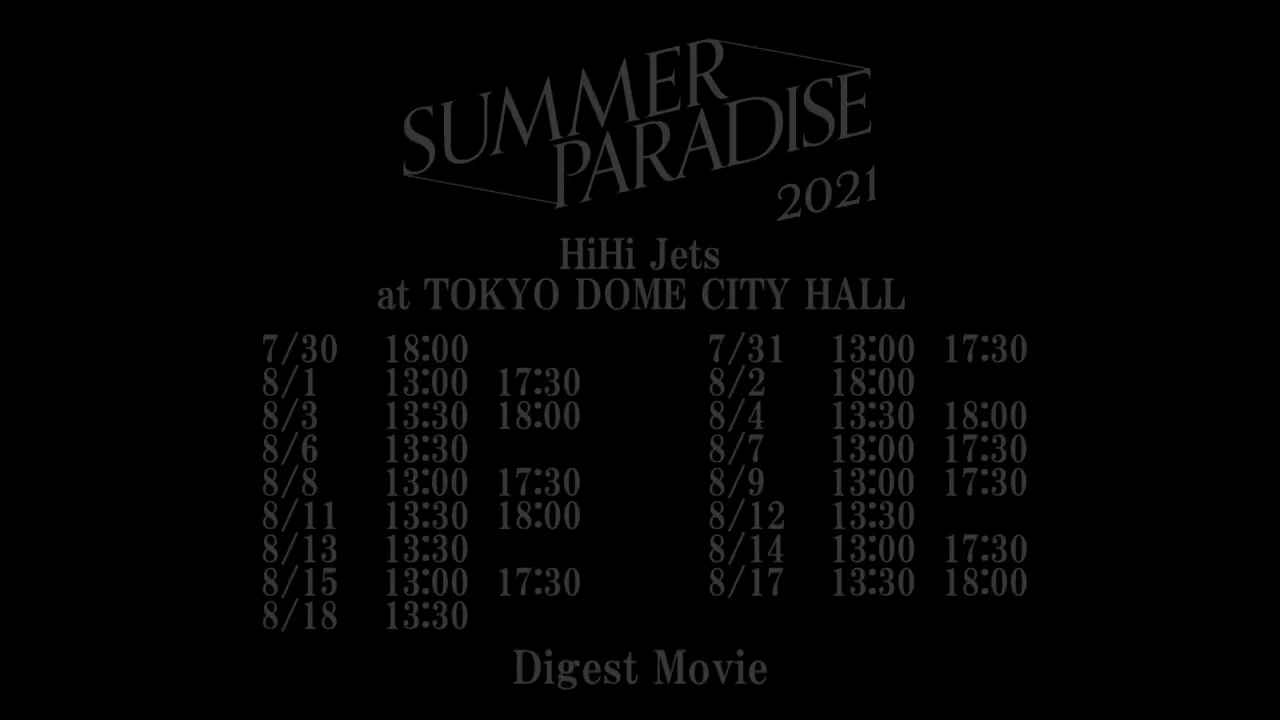 SUMMER
PARADISE
2021
HiHi Jets
at TOKYO DOME CITY HALL
7/30 18:00 7/31 13:00 17:30
8/1 13:00 17:30 8/2 18:00
8/3 13:30 18:00 8/4 13:30 18:00
8/6 13:30 8/7 13:00 17:30
8/8 13:00 17:30 8/9 13:00 17:30
8/11 13:30 18:00 8/12 13:30
8/13 13:30 8/14 13:00 17:30
8/15 13:00 17:30 8/17 13:30 18:00
8/18 13:30
Digest Movie